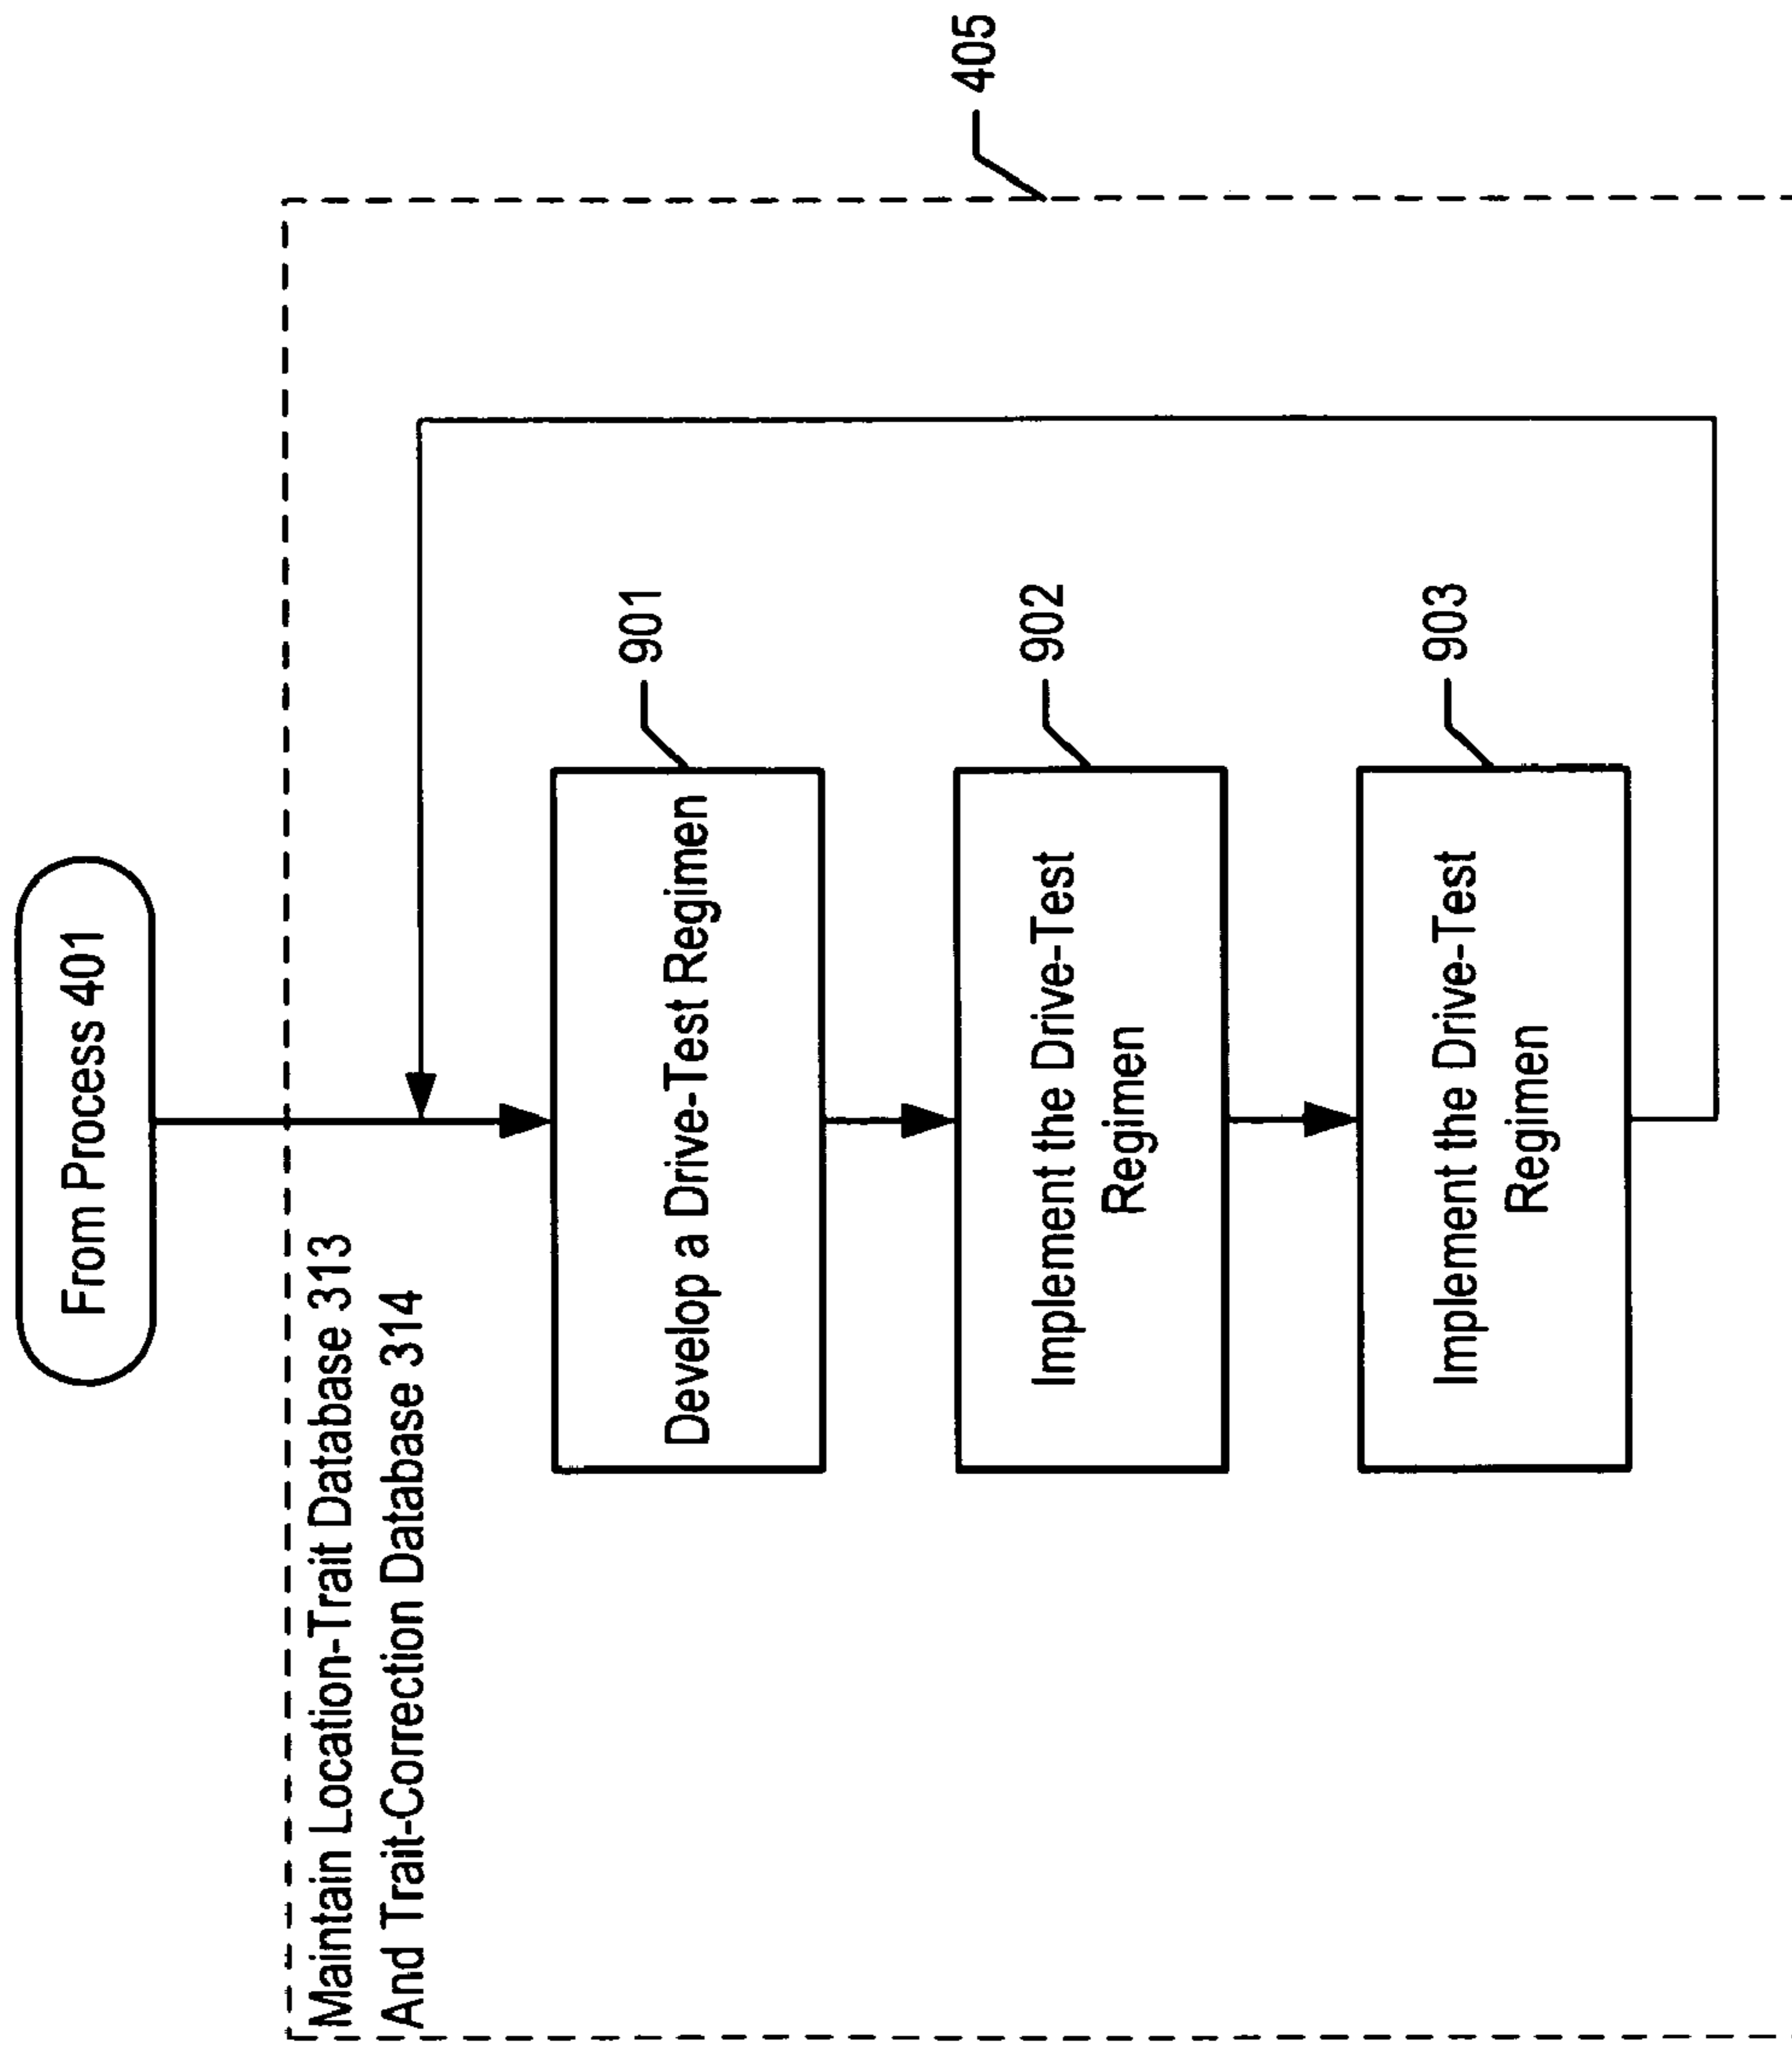 From Process 401
Maintain Location-Trait Database 313
And Trait-Correction Database 314
405
Develop a Drive-Test Regimen
901
Implement the Drive-Test
Regimen
902
Implement the Drive-Test
Regimen
903